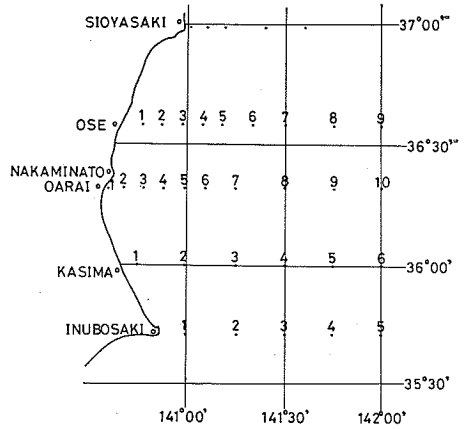 SIOYASAKI 37°00'
OSE 1 2 3 4 5 6 7 8 9
36°30'
NAKAMINATO
OARAI 1 2 3 4 5 6 7 8 9 10
KASIMA 1 2 3 4 5 6 36°00'
INUBOSAKI 1 2 3 4 5
35°30'
141°00' 141°30' 142°00'